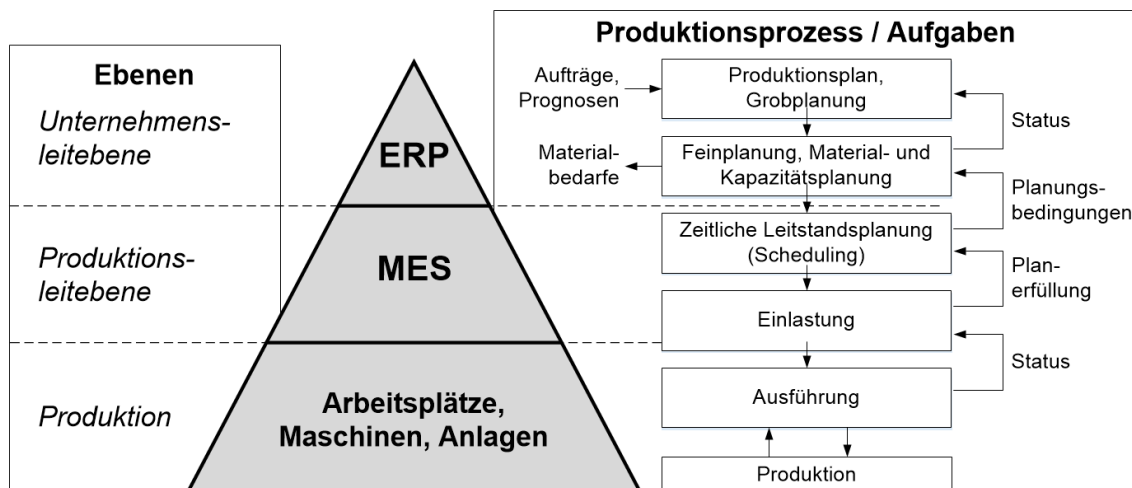 Ebenen
Unternehmens-
leitebene
Produktions-
leitebene
Produktion
ERP
MES
Arbeitsplätze,
Maschinen, Anlagen
Produktionsprozess / Aufgaben
Aufträge,
Prognosen
Produktionsplan,
Grobplanung
Status
Material-
bedarfe
Feinplanung, Material- und
Kapazitätsplanung
Planungs-
bedingungen
Zeitliche Leitstandsplanung
(Scheduling)
Plan-
erfüllung
Einlastung
Status
Ausführung
Produktion